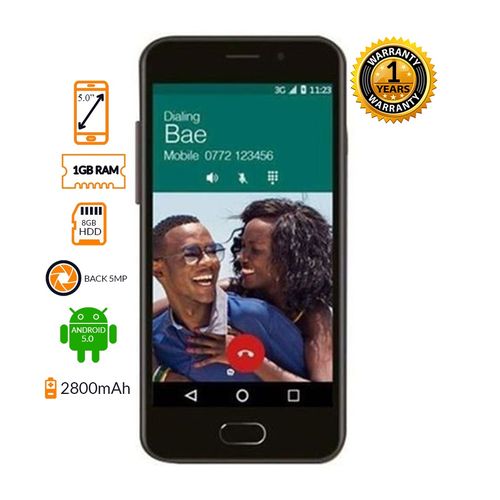 5.0"
1GB RAM
8GB
HDD
BACK 5MP
ANDROID
5.0
2800mAh
3G 11:23
Dialing
Bae
Mobile 0772 123456
WARRANTY
1
YEARS
WARRANTY